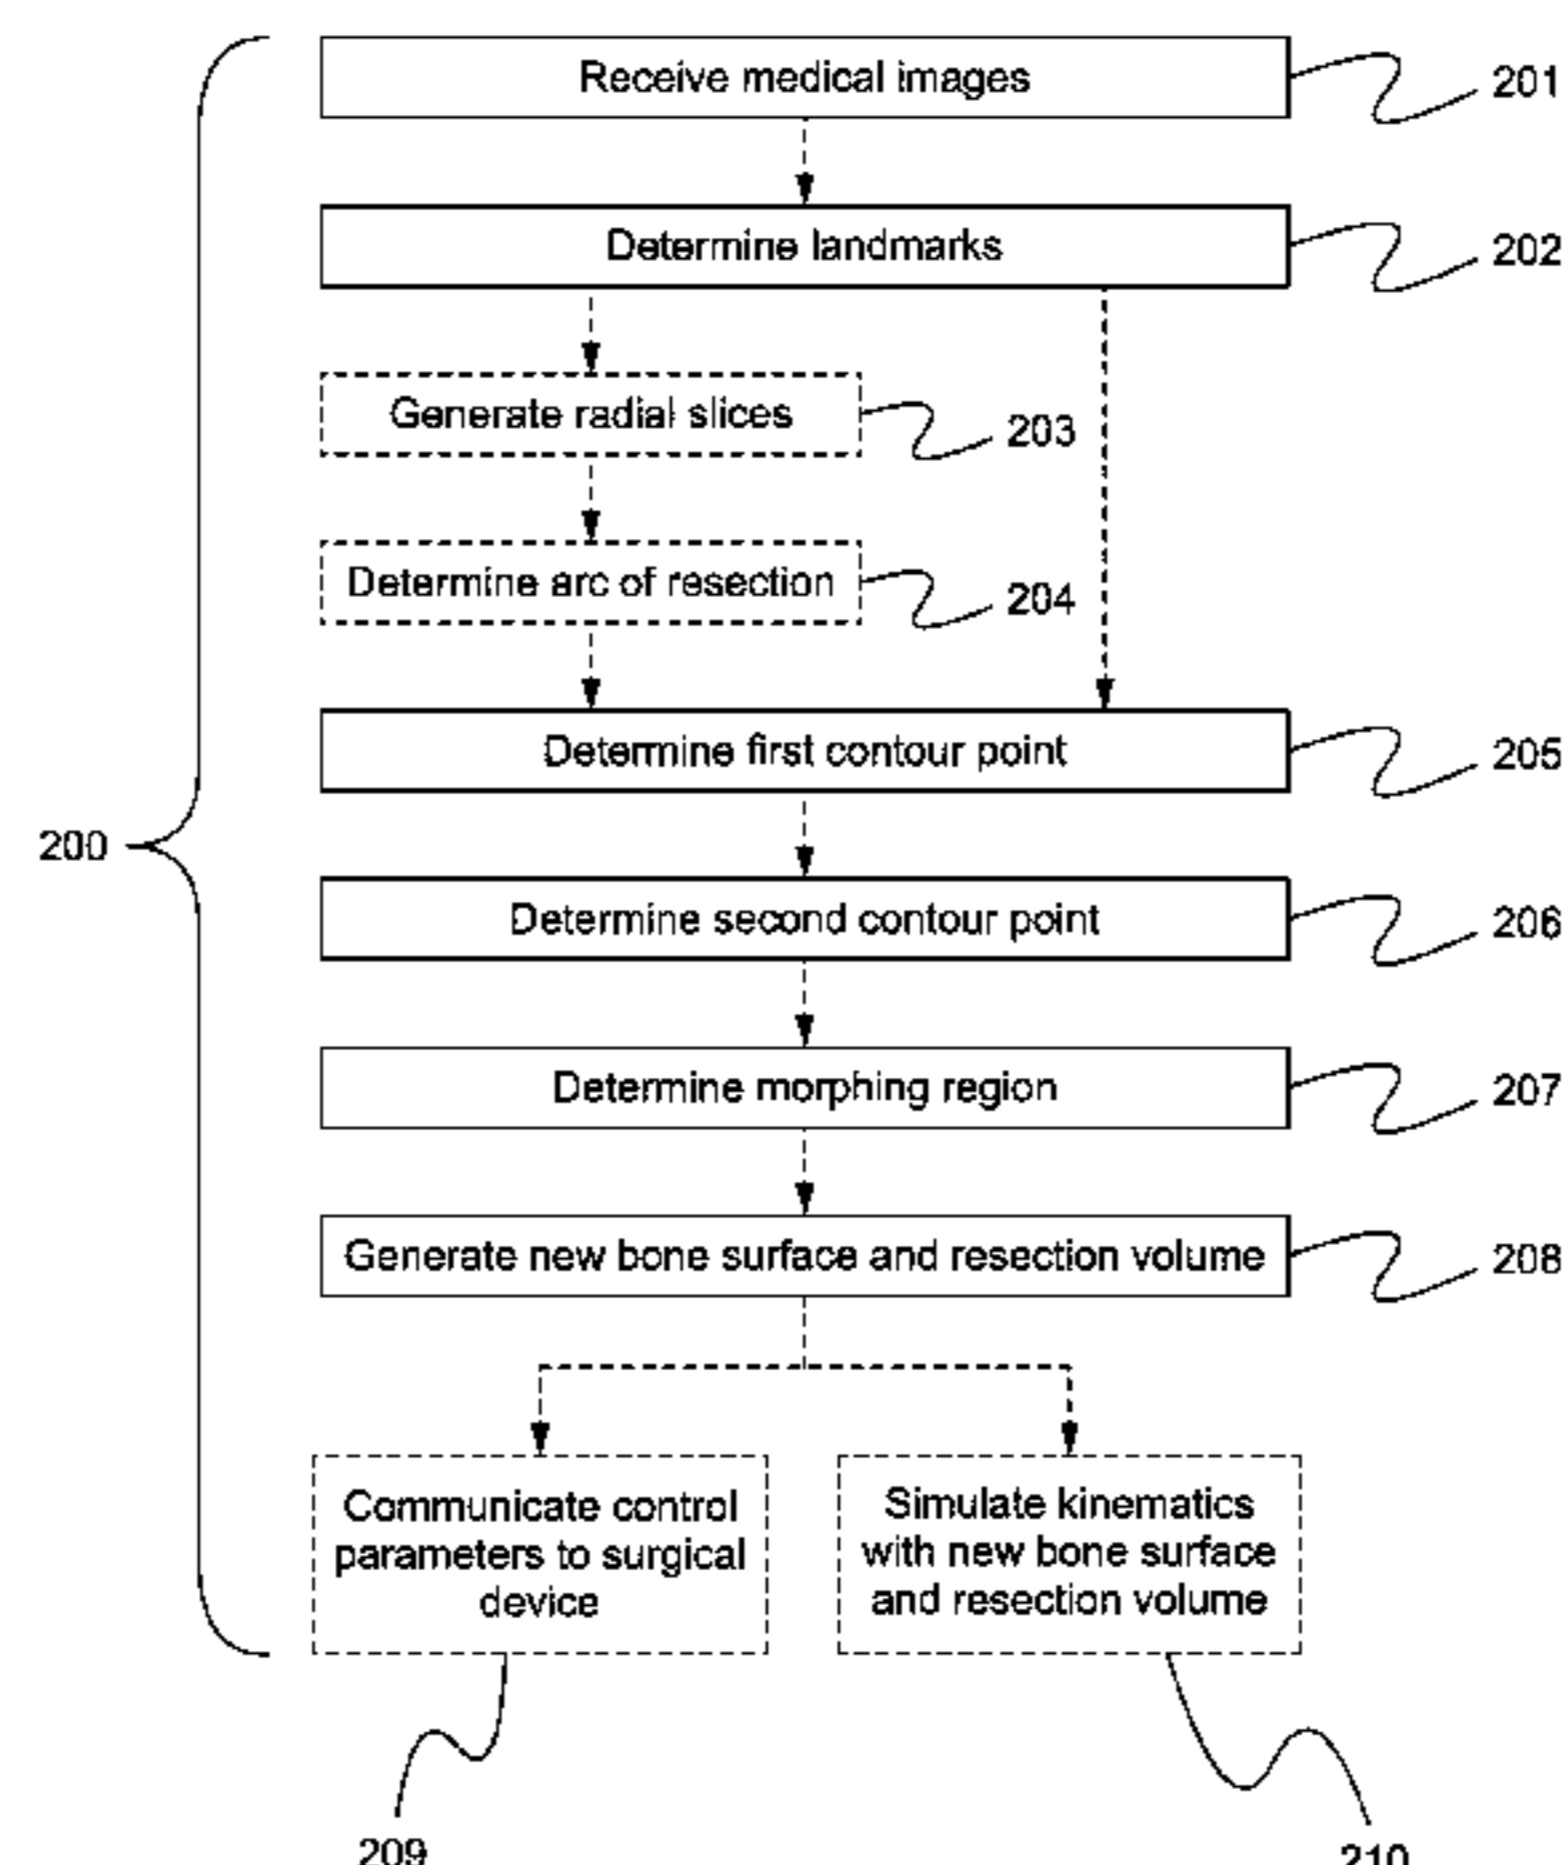 Receive medical images
201
Determine landmarks
202
Generate radial slices
203
Determine arc of resection
204
Determine first contour point
205
200
Determine second contour point
206
Determine morphing region
207
Generate new bone surface and resection volume
208
Communicate control
parameters to surgical
device
Simulate kinematics
with new bone surface
and resection volume
209
210